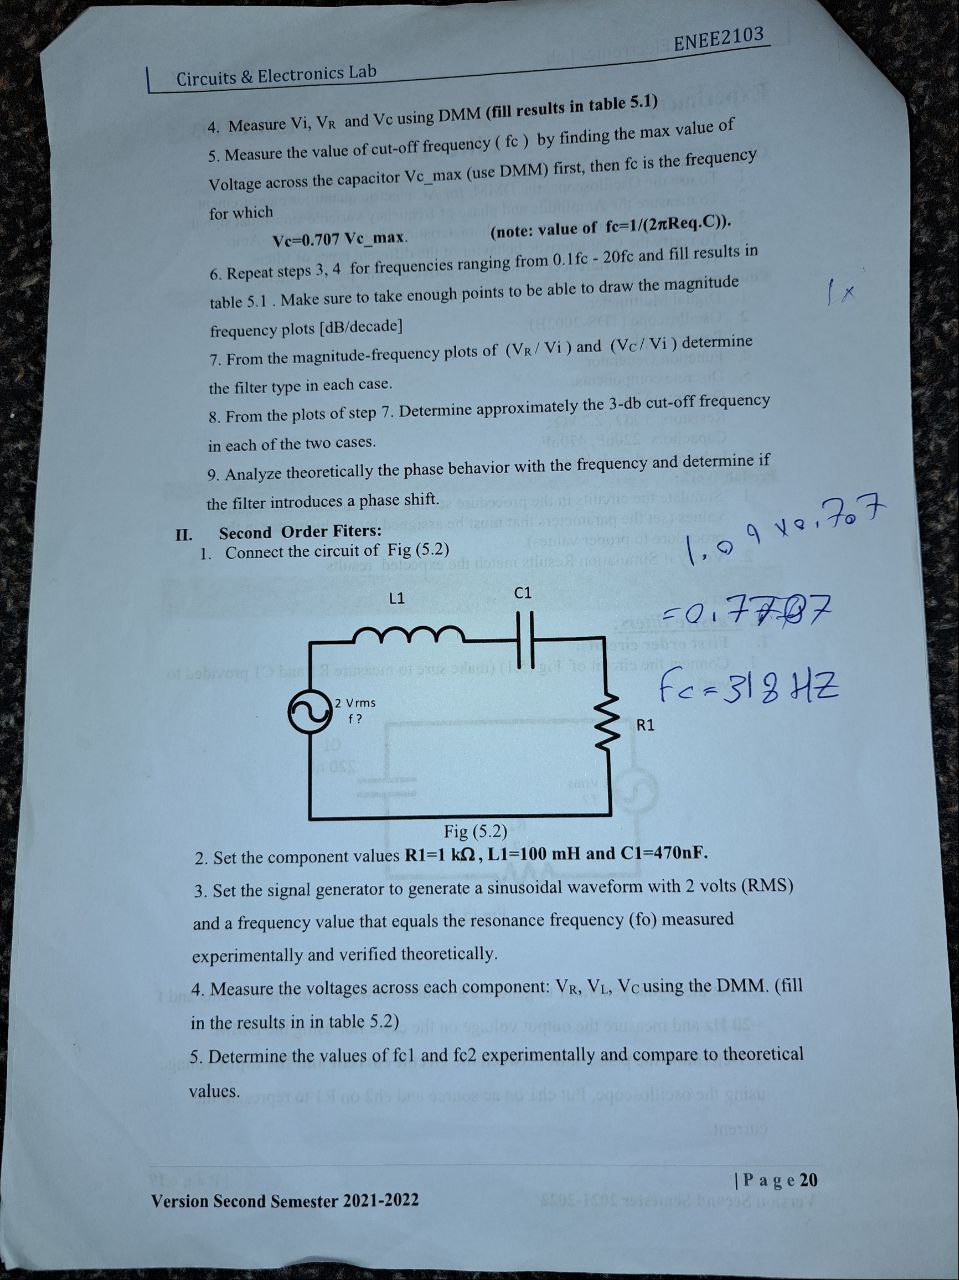 Circuits & Electronics Lab
ENEE2103
4. Measure Vi, VR and Vc using DMM (fill results in table 5.1)
5. Measure the value of cut-off frequency ( fc ) by finding the max value of
Voltage across the capacitor Vc_max (use DMM) first, then fc is the frequency
for which
Vc=0.707 Vc_max. (note: value of fc=1/(2πReq.C)).
6. Repeat steps 3, 4 for frequencies ranging from 0.1fc - 20fc and fill results in
table 5.1 . Make sure to take enough points to be able to draw the magnitude
frequency plots [dB/decade]
7. From the magnitude-frequency plots of (VR/ Vi ) and (Vc/ Vi ) determine
the filter type in each case.
8. From the plots of step 7. Determine approximately the 3-db cut-off frequency
in each of the two cases.
9. Analyze theoretically the phase behavior with the frequency and determine if
the filter introduces a phase shift.
II. Second Order Fiters:
1. Connect the circuit of Fig (5.2)
1.09 x0.707
L1
C1
fc = 318 HZ
2 Vrms
f ?
R1
Fig (5.2)
2. Set the component values R1=1 kΩ, L1=100 mH and C1=470nF.
3. Set the signal generator to generate a sinusoidal waveform with 2 volts (RMS)
and a frequency value that equals the resonance frequency (fo) measured
experimentally and verified theoretically.
4. Measure the voltages across each component: VR, VL, Vc using the DMM. (fill
in the results in in table 5.2)
5. Determine the values of fc1 and fc2 experimentally and compare to theoretical
values.
| P a g e 20
Version Second Semester 2021-2022